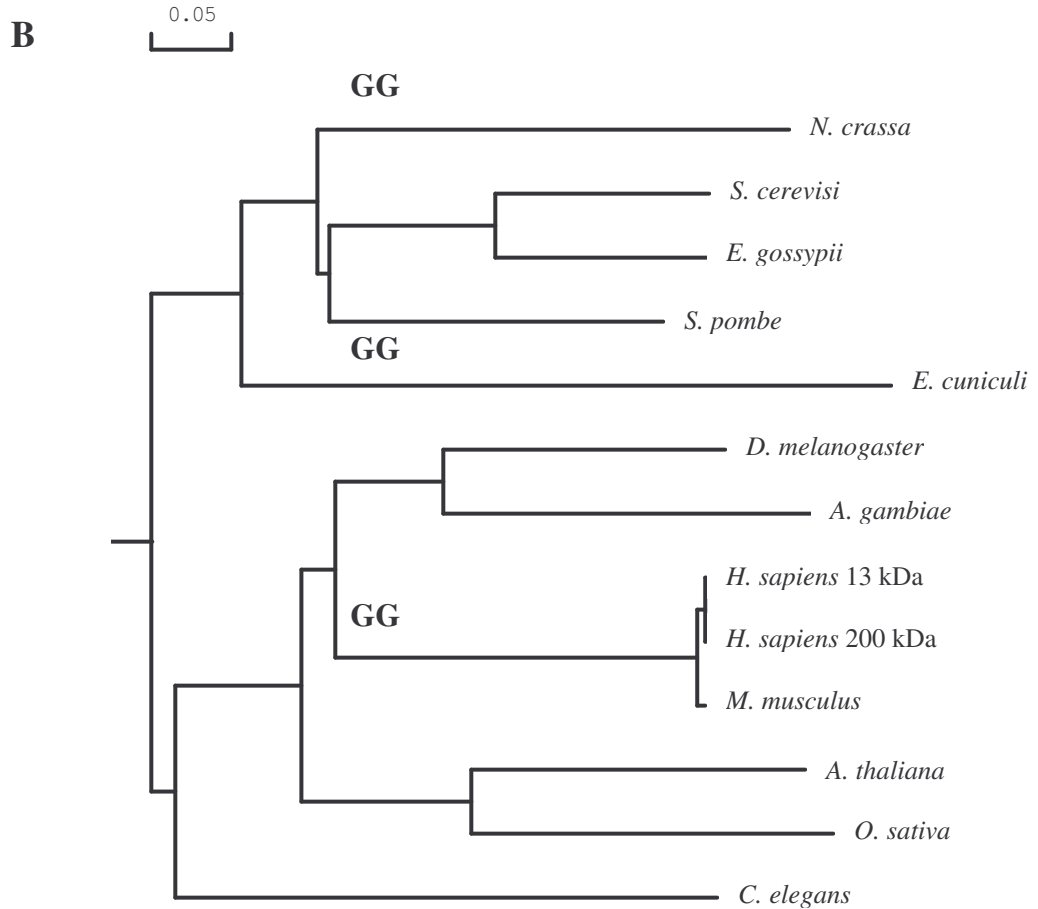 0.05
B
GG
N. crassa
S. cerevisi
E. gossypii
S. pombe
GG
E. cuniculi
D. melanogaster
A. gambiae
H. sapiens 13 kDa
GG
H. sapiens 200 kDa
M. musculus
A. thaliana
O. sativa
C. elegans